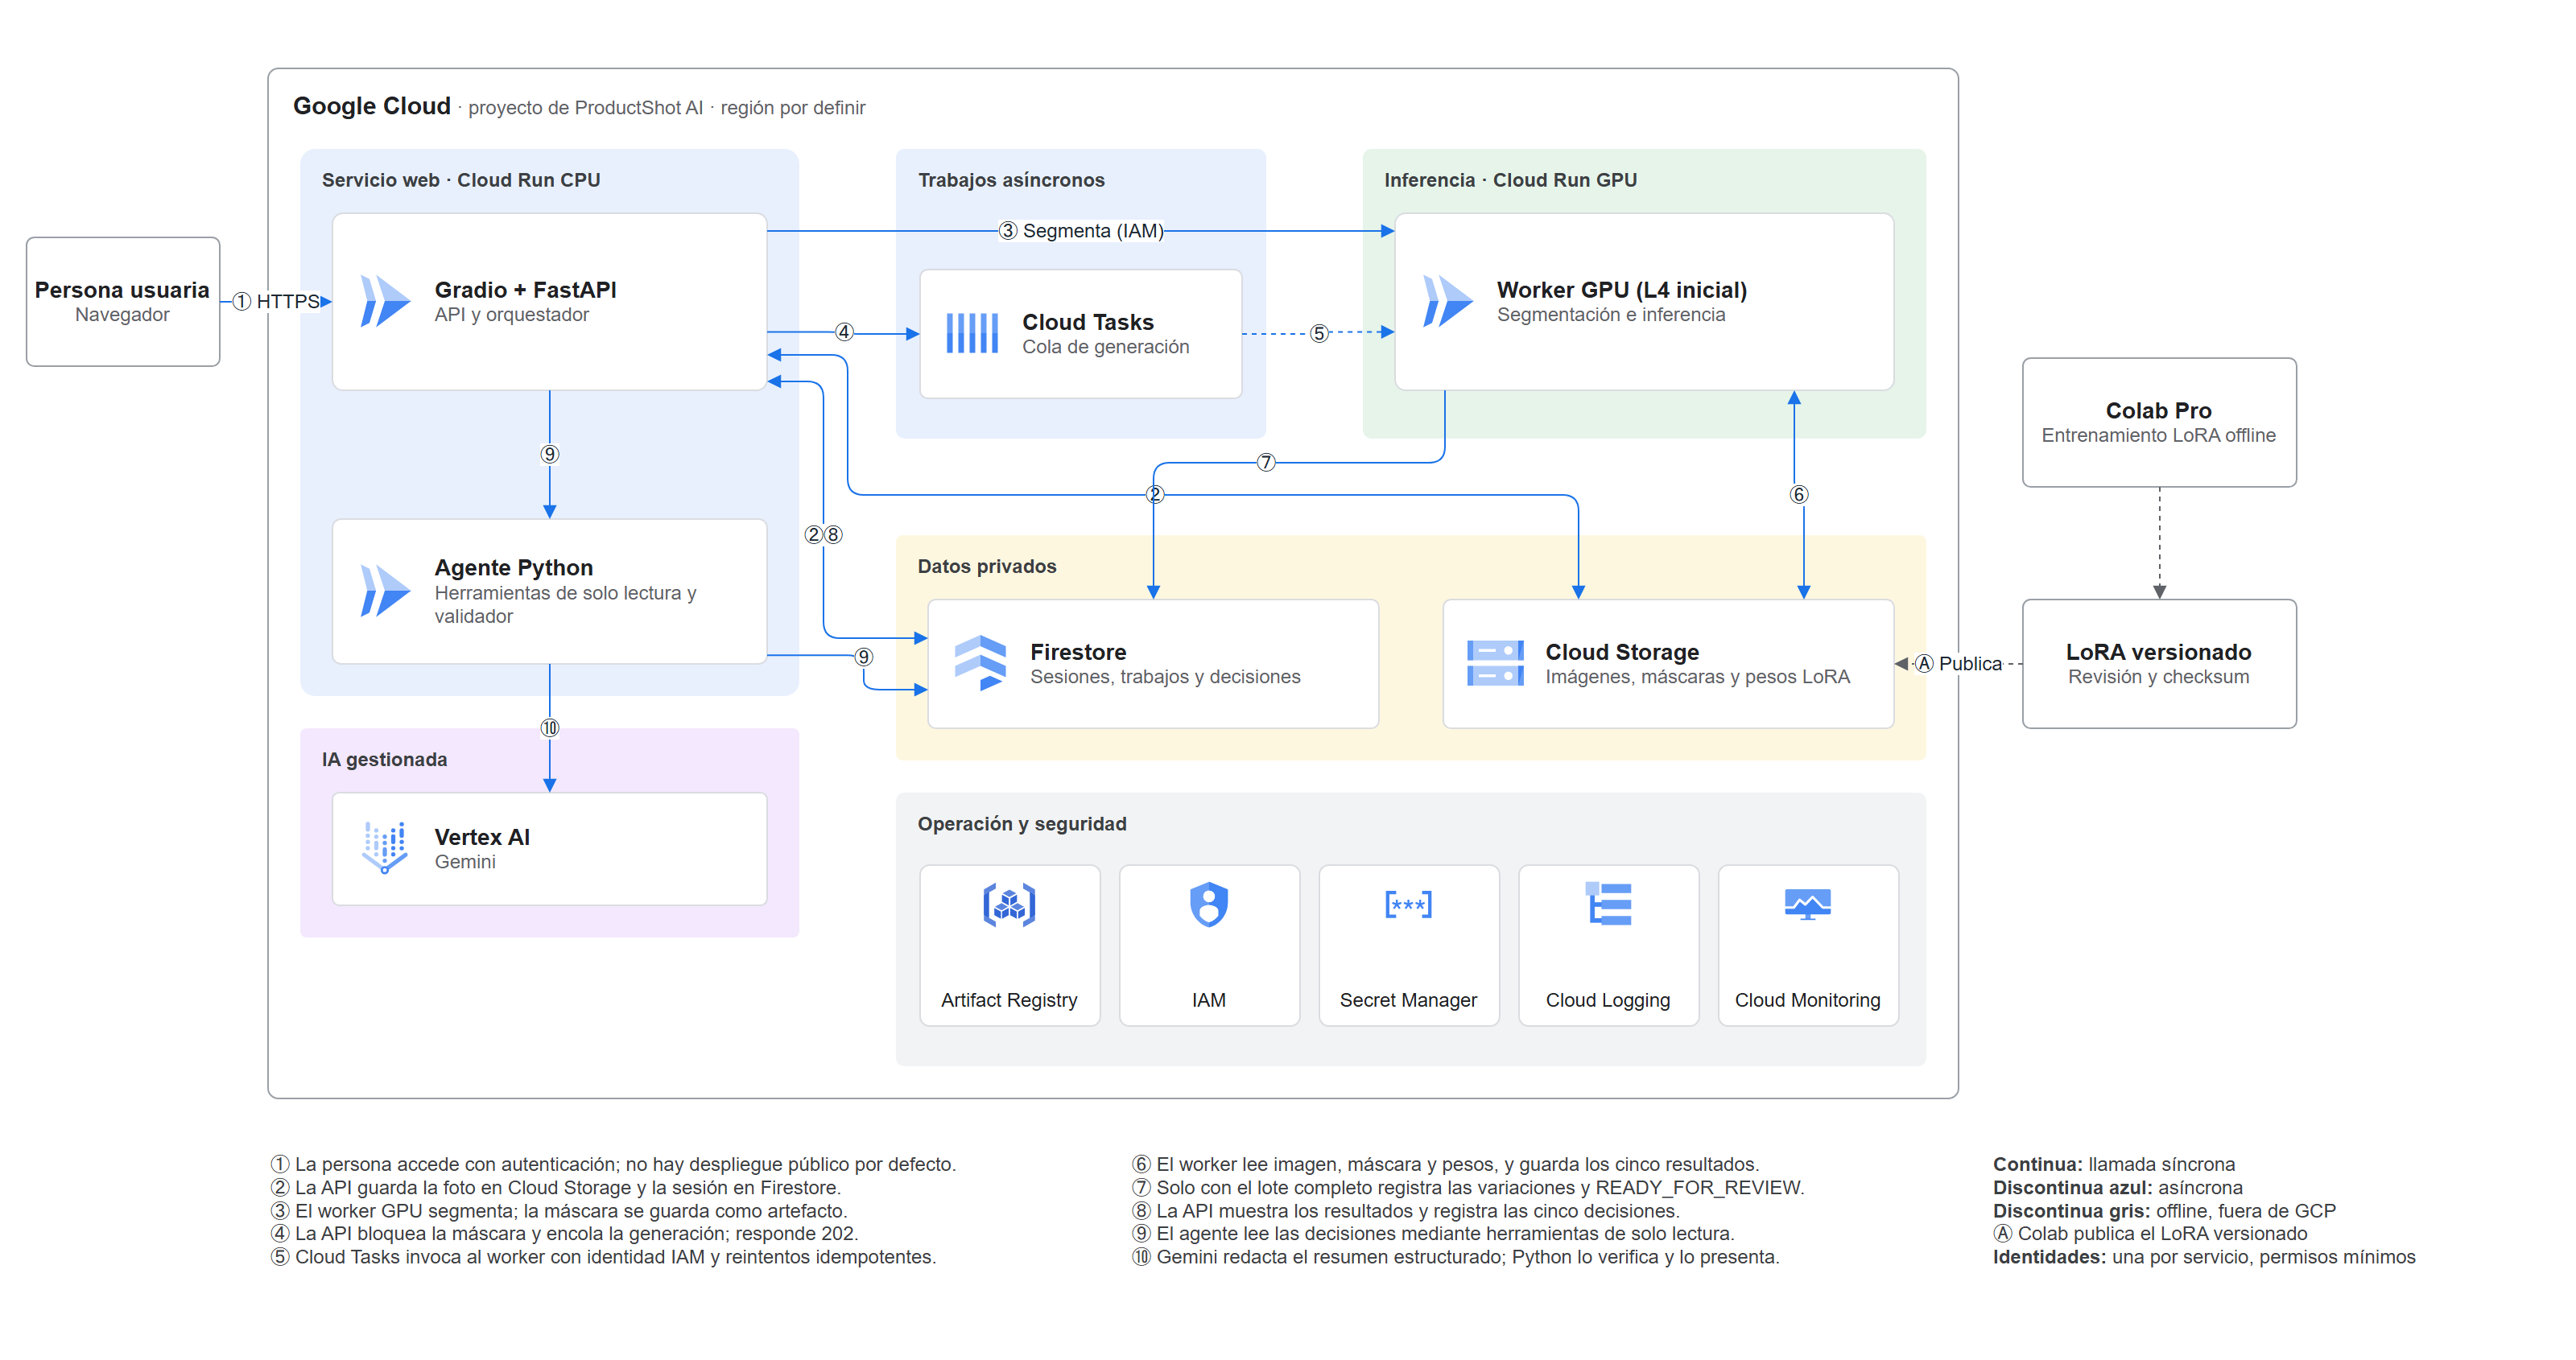 Google Cloud · proyecto de ProductShot AI · región por definir
Servicio web · Cloud Run CPU
Trabajos asíncronos
Inferencia · Cloud Run GPU
③ Segmenta (IAM)
Persona usuaria
Navegador
① HTTPS
Gradio + FastAPI
API y orquestador
④
Cloud Tasks
Cola de generación
⑤
Worker GPU (L4 inicial)
Segmentación e inferencia
Colab Pro
Entrenamiento LoRA offline
⑨
⑦
②
⑥
②⑧
Agente Python
Herramientas de solo lectura y
validador
Datos privados
⑨
Firestore
Sesiones, trabajos y decisiones
Cloud Storage
Imágenes, máscaras y pesos LoRA
Ⓐ Publica
LoRA versionado
Revisión y checksum
⑩
IA gestionada
Vertex AI
Gemini
Operación y seguridad
Artifact Registry
IAM
[***]
Secret Manager
Cloud Logging
Cloud Monitoring
① La persona accede con autenticación; no hay despliegue público por defecto.
② La API guarda la foto en Cloud Storage y la sesión en Firestore.
③ El worker GPU segmenta; la máscara se guarda como artefacto.
④ La API bloquea la máscara y encola la generación; responde 202.
⑤ Cloud Tasks invoca al worker con identidad IAM y reintentos idempotentes.
⑥ El worker lee imagen, máscara y pesos, y guarda los cinco resultados.
⑦ Solo con el lote completo registra las variaciones y READY_FOR_REVIEW.
⑧ La API muestra los resultados y registra las cinco decisiones.
⑨ El agente lee las decisiones mediante herramientas de solo lectura.
⑩ Gemini redacta el resumen estructurado; Python lo verifica y lo presenta.
Continua: llamada síncrona
Discontinua azul: asíncrona
Discontinua gris: offline, fuera de GCP
Ⓐ Colab publica el LoRA versionado
Identidades: una por servicio, permisos mínimos